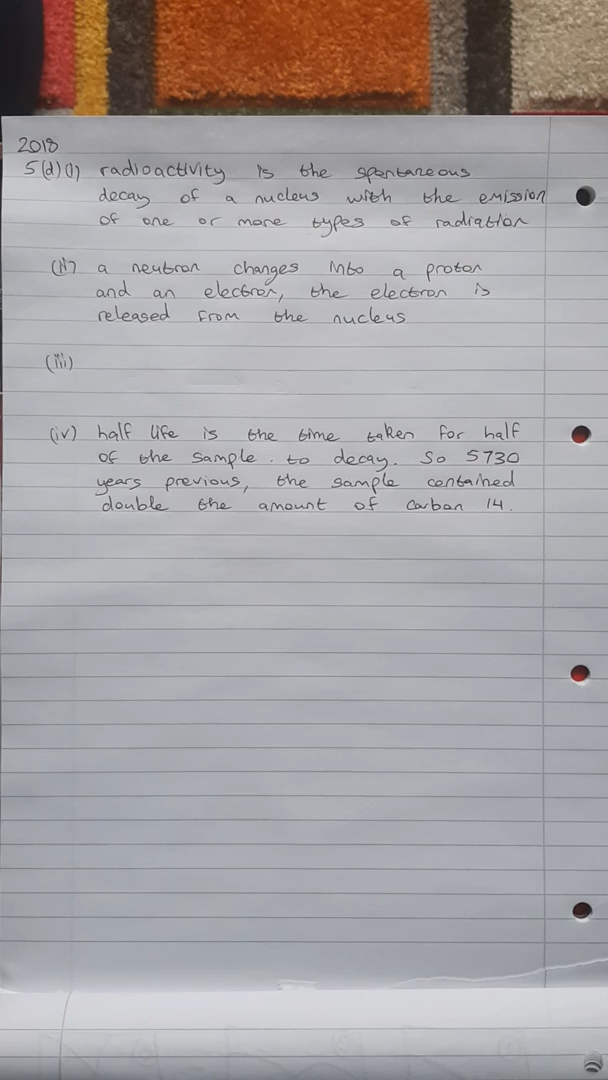 2018
5(d)(i) radioactivity is the spontaneous
decay of a nucleus with the emission
of one or more types of radiation
(ii) a neutron changes into a proton
and an electron, the electron is
released from the nucleus
(iii)
(iv) half life is the time taken for half
of the sample. to decay. So 5730
years previous, the sample contained
double the amount of carbon 14.